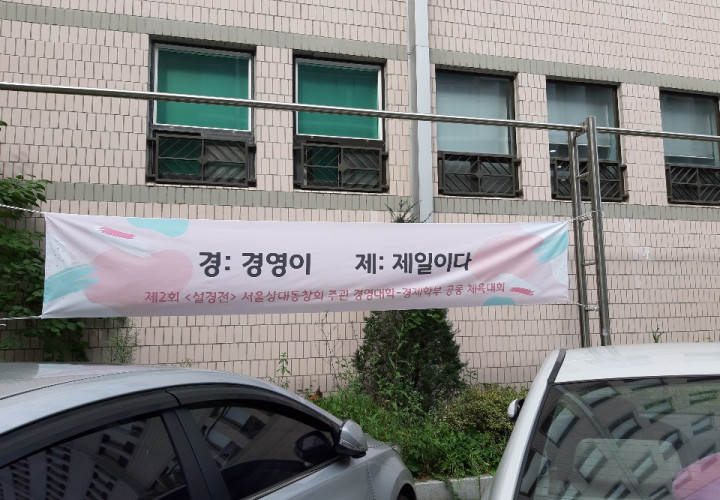 경: 경영이 제: 제일이다
제2회 <설경전> 서울상대동창회 주관 경영대학-경제학부 공동 체육대회